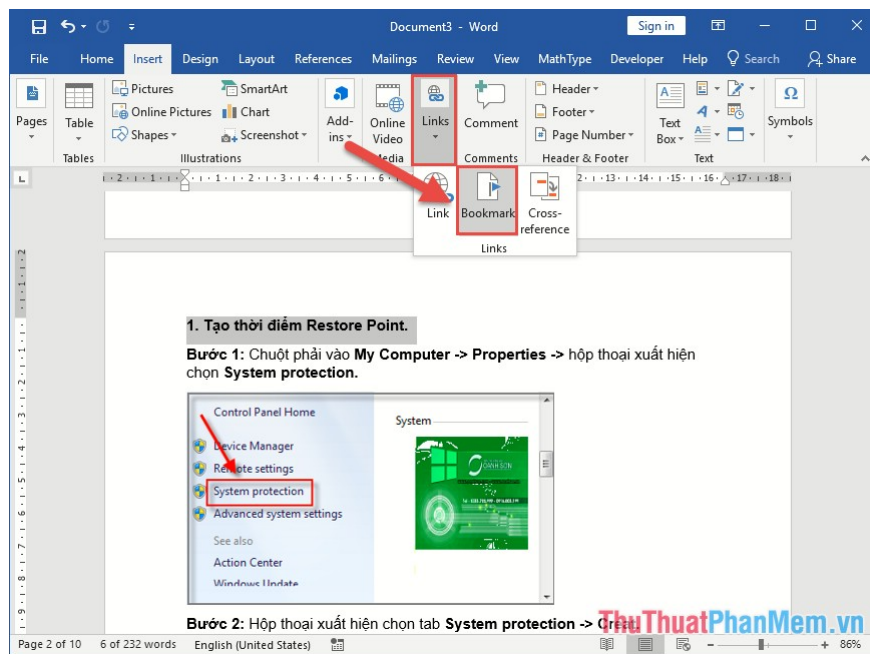 Document3 - Word
Sign in
File Home Insert Design Layout References Mailings Review View MathType Developer Help Search Share
Pages
Table
Tables
Pictures
Online Pictures
Shapes
SmartArt
Chart
Screenshot
Illustrations
Add-
ins
Online
Video
Media
Links
Comment
Comments
Header
Footer
Page Number
Header & Footer
Text
Box
Text
Symbols
Link
Bookmark
Cross-
reference
Links
1. Tạo thời điểm Restore Point.
Bước 1: Chuột phải vào My Computer -> Properties -> hộp thoại xuất hiện
chọn System protection.
Control Panel Home
Device Manager
Remote settings
System protection
Advanced system settings
See also
Action Center
Windows Update
System
Bước 2: Hộp thoại xuất hiện chọn tab System protection -> Creat.
ThuThuatPhanMem.vn
Page 2 of 10 6 of 232 words English (United States) 86%